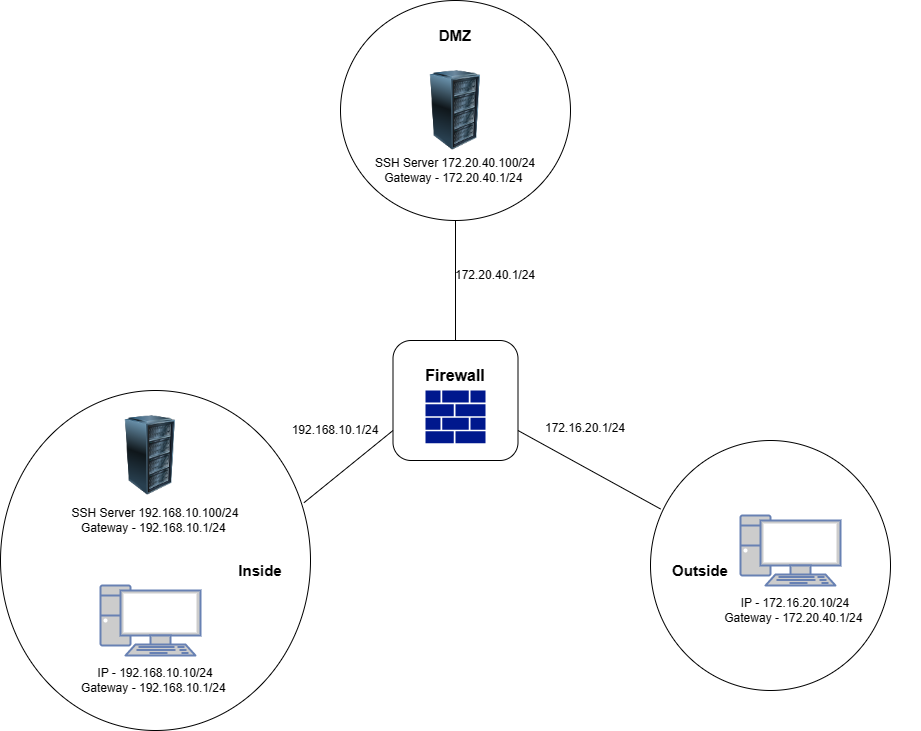 DMZ
SSH Server 172.20.40.100/24
Gateway - 172.20.40.1/24
172.20.40.1/24
Firewall
192.168.10.1/24
172.16.20.1/24
SSH Server 192.168.10.100/24
Gateway - 192.168.10.1/24
Inside
IP - 192.168.10.10/24
Gateway - 192.168.10.1/24
Outside
IP - 172.16.20.10/24
Gateway - 172.20.40.1/24